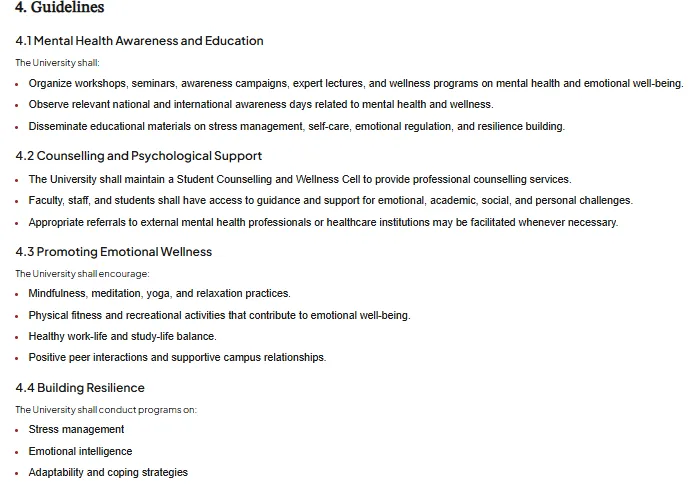 4. Guidelines
4.1 Mental Health Awareness and Education
The University shall:
• Organize workshops, seminars, awareness campaigns, expert lectures, and wellness programs on mental health and emotional well-being.
• Observe relevant national and international awareness days related to mental health and wellness.
• Disseminate educational materials on stress management, self-care, emotional regulation, and resilience building.
4.2 Counselling and Psychological Support
• The University shall maintain a Student Counselling and Wellness Cell to provide professional counselling services.
• Faculty, staff, and students shall have access to guidance and support for emotional, academic, social, and personal challenges.
• Appropriate referrals to external mental health professionals or healthcare institutions may be facilitated whenever necessary.
4.3 Promoting Emotional Wellness
The University shall encourage:
• Mindfulness, meditation, yoga, and relaxation practices.
• Physical fitness and recreational activities that contribute to emotional well-being.
• Healthy work-life and study-life balance.
• Positive peer interactions and supportive campus relationships.
4.4 Building Resilience
The University shall conduct programs on:
• Stress management
• Emotional intelligence
• Adaptability and coping strategies